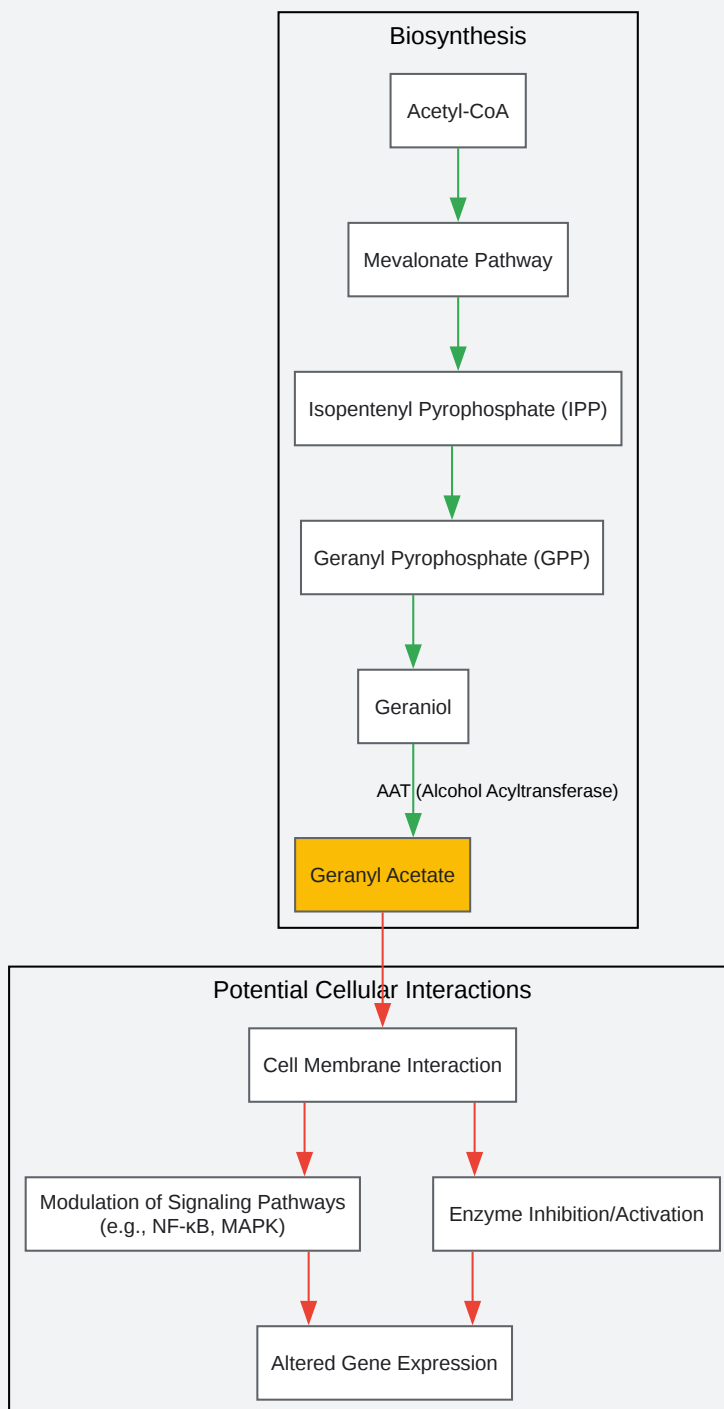 Biosynthesis
Acetyl-CoA
Mevalonate Pathway
Isopentenyl Pyrophosphate (IPP)
Geranyl Pyrophosphate (GPP)
Geraniol
AAT (Alcohol Acyltransferase)
Geranyl Acetate
Potential Cellular Interactions
Cell Membrane Interaction
Modulation of Signaling Pathways
(e.g., NF-κB, MAPK)
Enzyme Inhibition/Activation
Altered Gene Expression